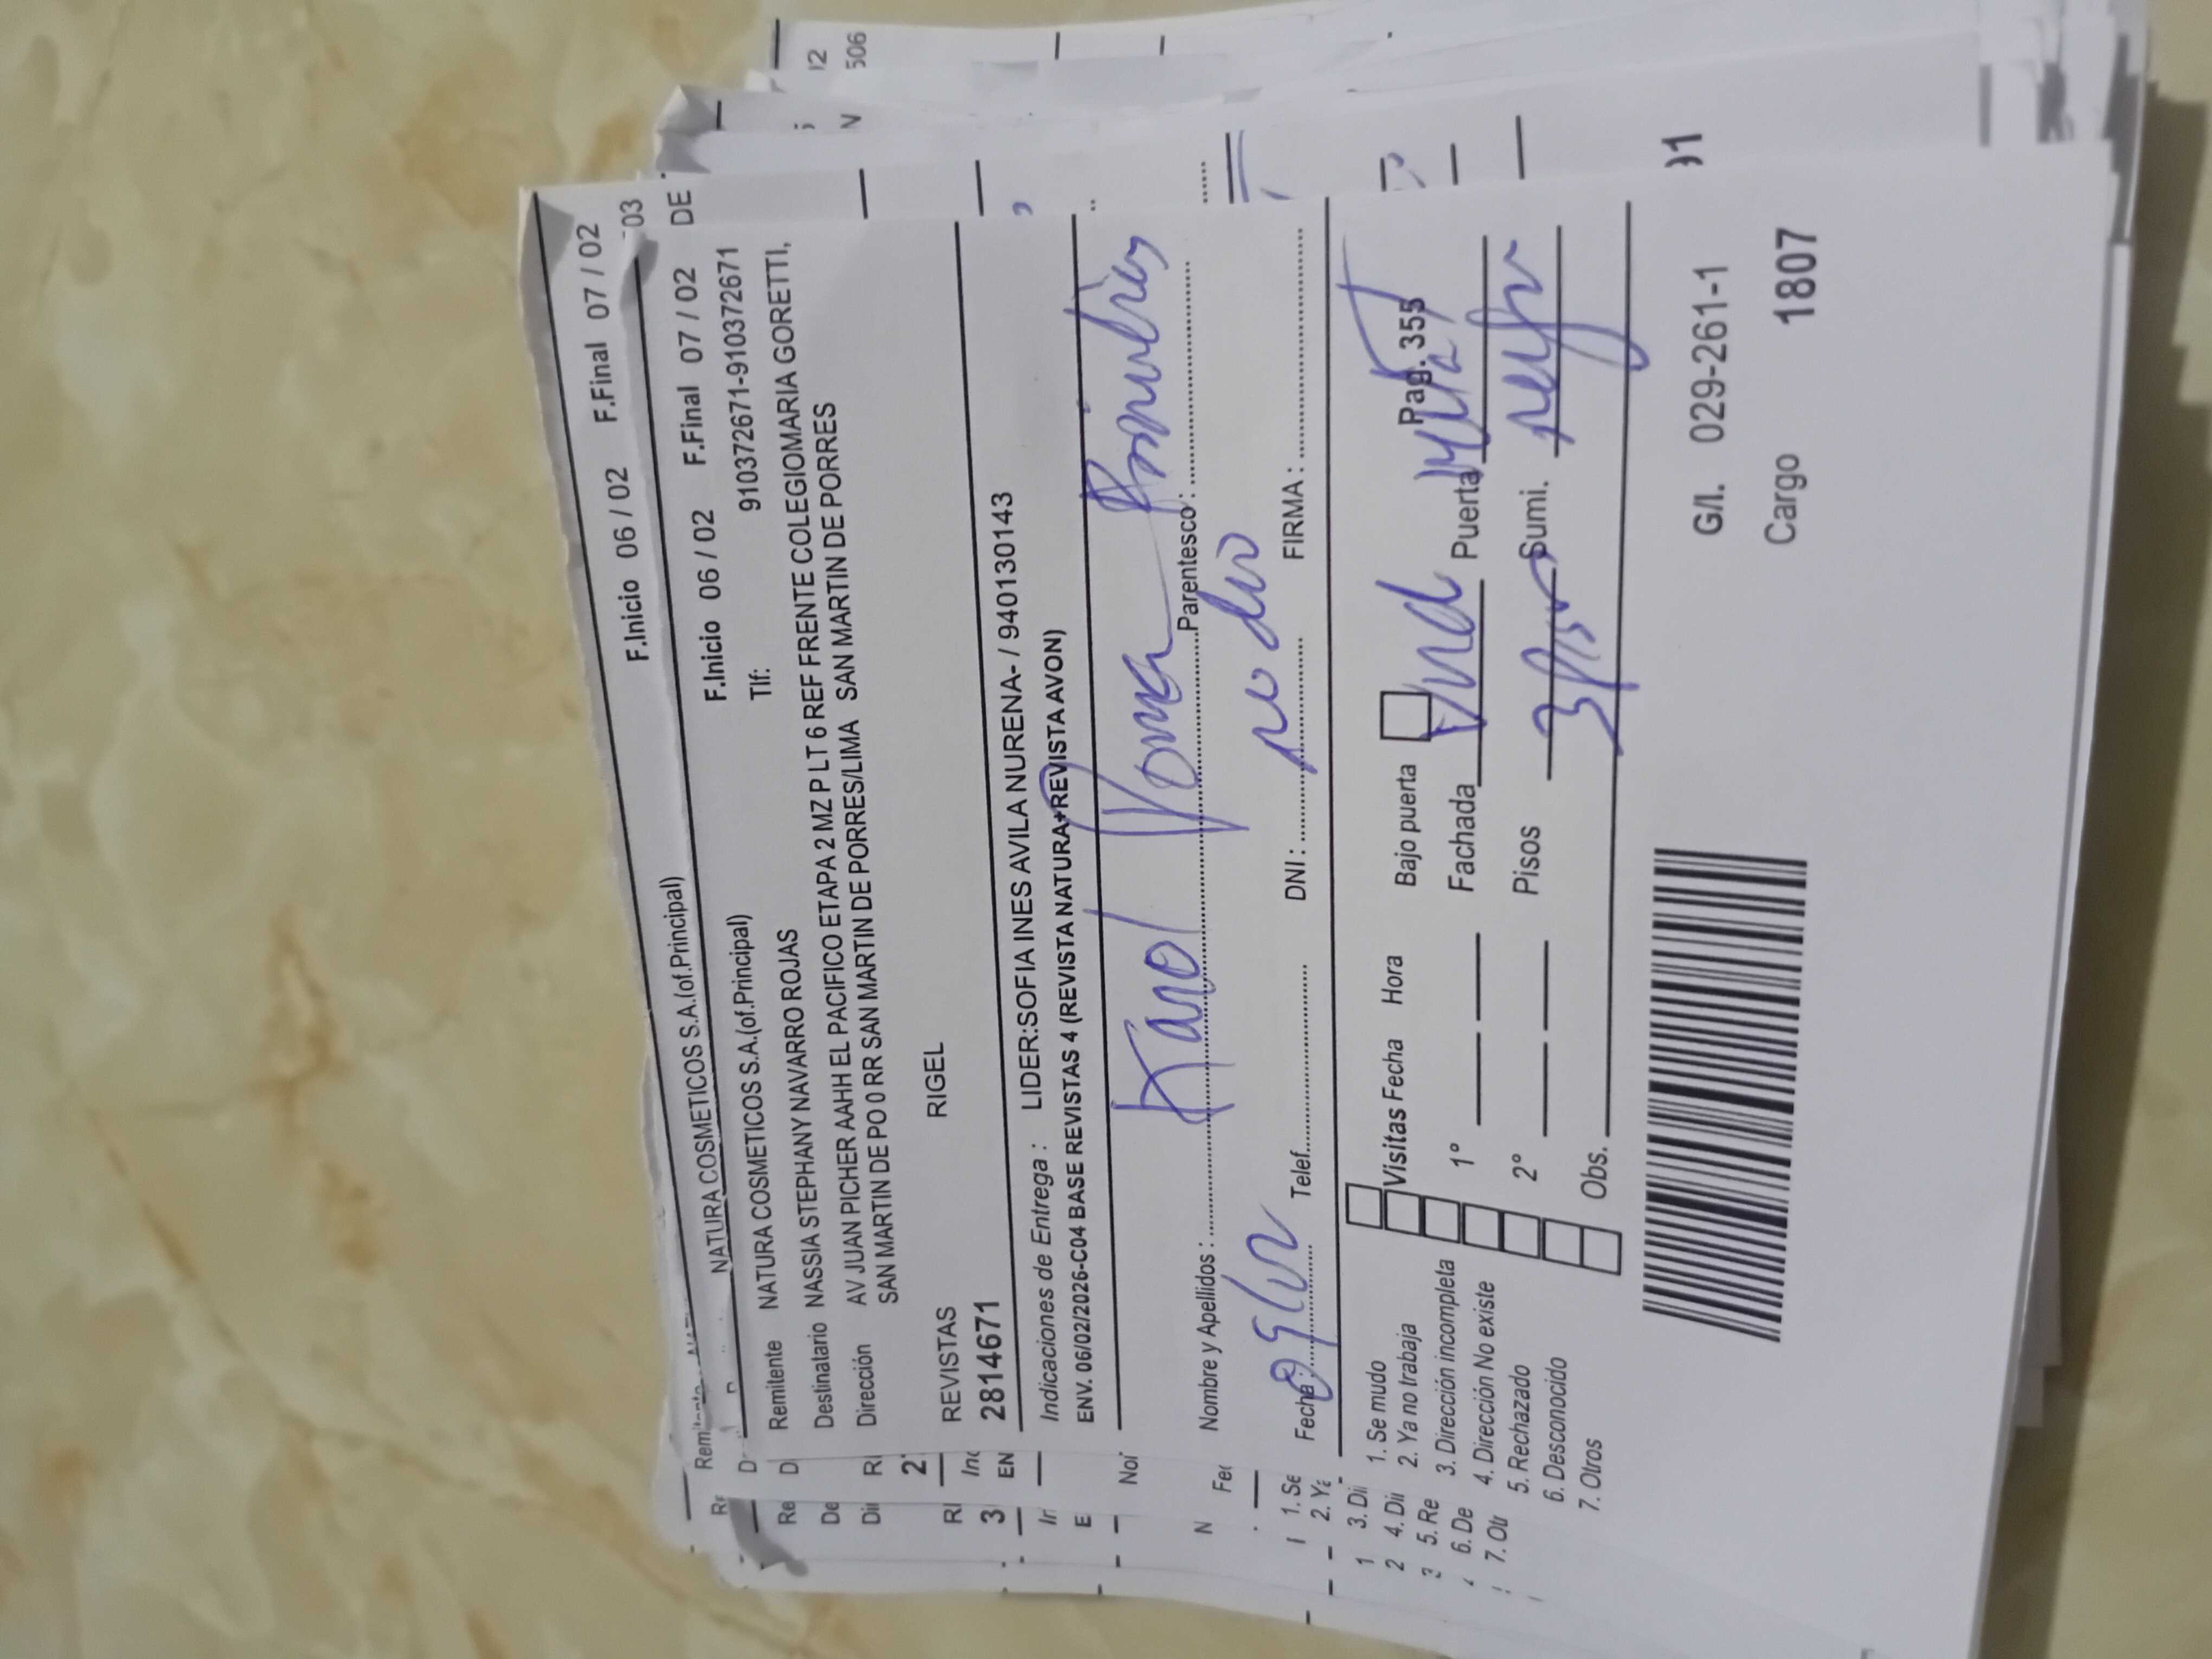 F.Inicio 06 / 02 F.Final 07 / 02
NATURA COSMETICOS S.A.(of.Principal)
F.Inicio 06 / 02 F.Final 07 / 02
Remitente NATURA COSMETICOS S.A.(of.Principal) Tlf: 910372671-910372671
Destinatario NASSIA STEPHANY NAVARRO ROJAS
Dirección AV JUAN PICHER AAHH EL PACIFICO ETAPA 2 MZ P LT 6 REF FRENTE COLEGIOMARIA GORETTI,
SAN MARTIN DE PO 0 RR SAN MARTIN DE PORRES/LIMA SAN MARTIN DE PORRES
REVISTAS RIGEL
2814671
Indicaciones de Entrega : LIDER:SOFIA INES AVILA NURENA- / 940130143
ENV. 06/02/2026-C04 BASE REVISTAS 4 (REVISTA NATURA+REVISTA AVON)
Karol Poma
Nombre y Apellidos : Parentesco :
no dio
Fecha : Telef. DNI : FIRMA :
1. Se mudo
2. Ya no trabaja
3. Dirección incompleta
4. Dirección No existe
5. Rechazado
6. Desconocido
7. Otros
Visitas Fecha Hora Bajo puerta Pag. 355
1° Fachada Puerta
2° Pisos Sumi.
Obs.
G/l. 029-261-1
Cargo 1807